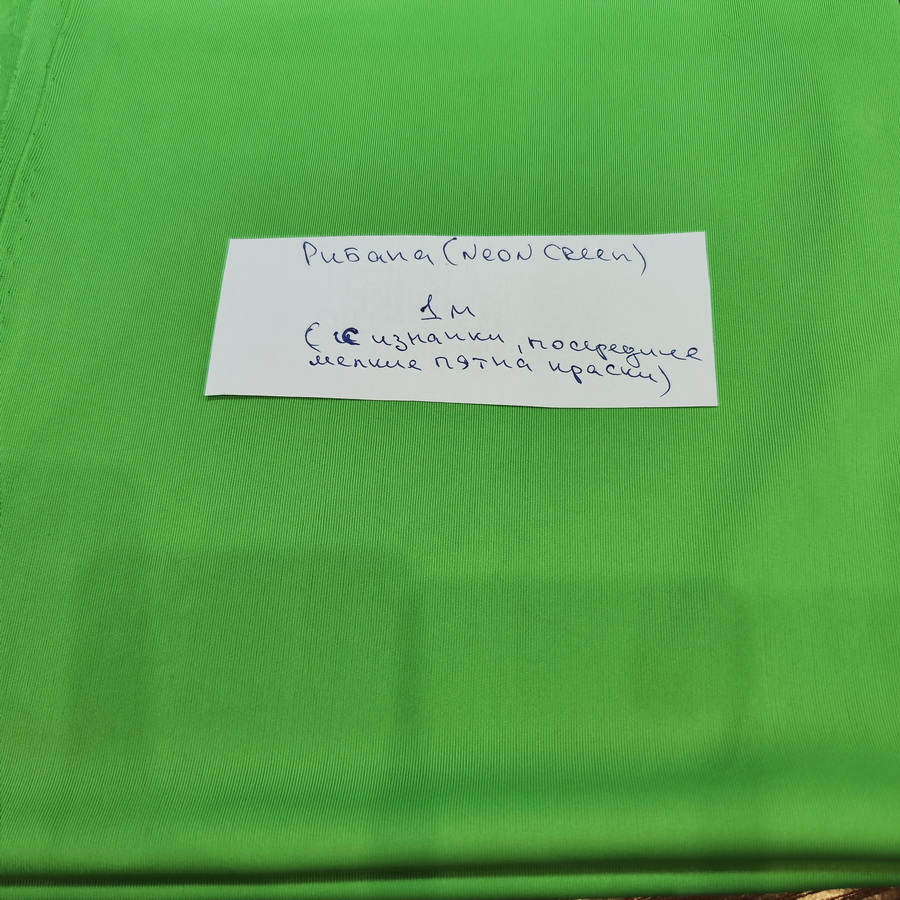 Рибана (Neon Green)
1 м
(с изнанки, посередине
мелкие пятна краски)